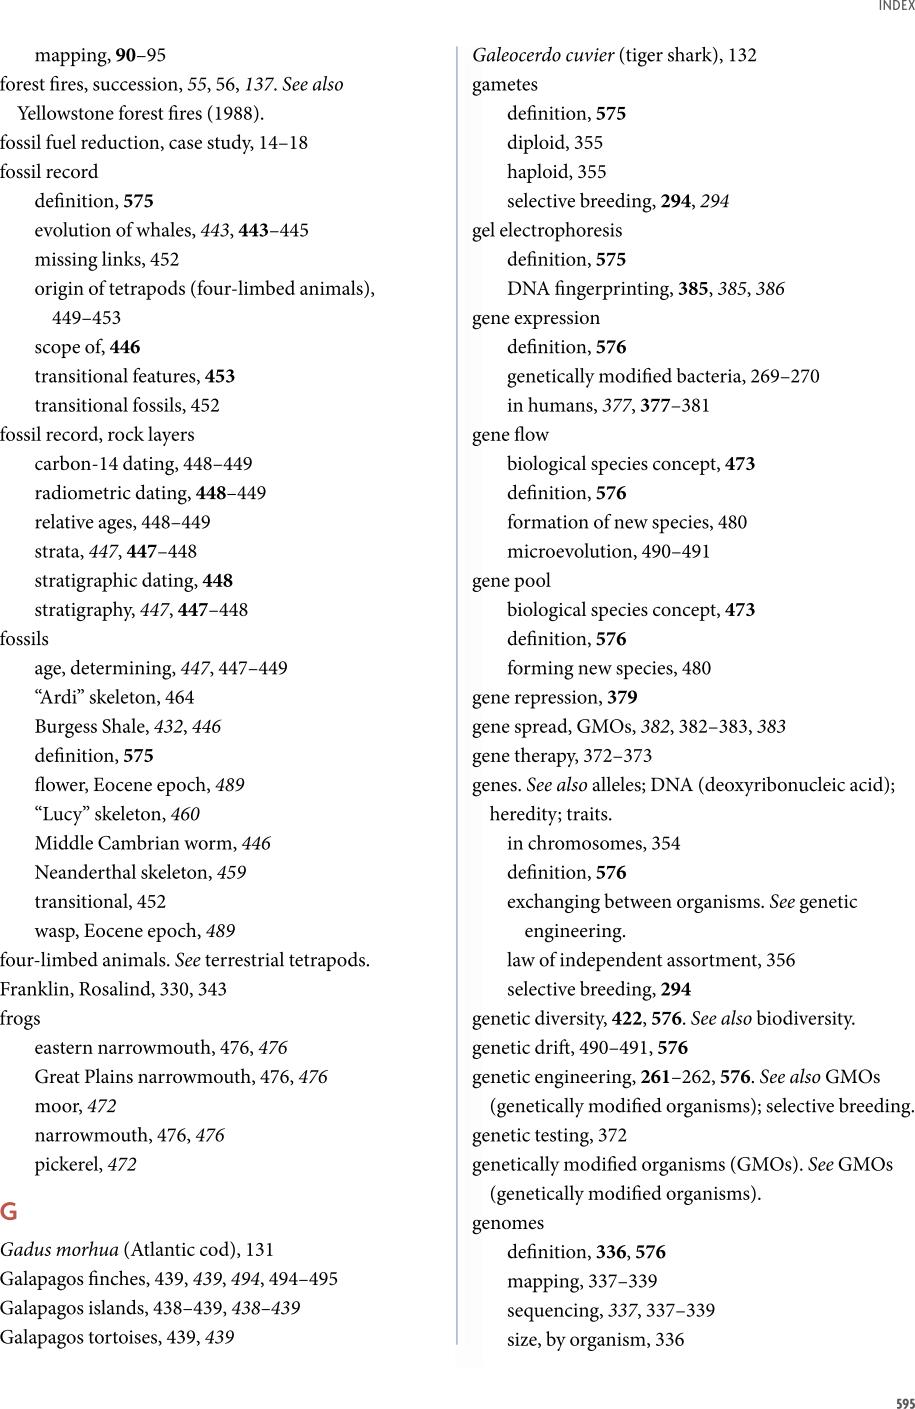 INDEX
mapping, 90–95
forest fires, succession, 55, 56, 137. See also
Yellowstone forest fires (1988).
fossil fuel reduction, case study, 14–18
fossil record
definition, 575
evolution of whales, 443, 443–445
missing links, 452
origin of tetrapods (four-limbed animals),
449–453
scope of, 446
transitional features, 453
transitional fossils, 452
fossil record, rock layers
carbon-14 dating, 448–449
radiometric dating, 448–449
relative ages, 448–449
strata, 447, 447–448
stratigraphic dating, 448
stratigraphy, 447, 447–448
fossils
age, determining, 447, 447–449
“Ardi” skeleton, 464
Burgess Shale, 432, 446
definition, 575
flower, Eocene epoch, 489
“Lucy” skeleton, 460
Middle Cambrian worm, 446
Neanderthal skeleton, 459
transitional, 452
wasp, Eocene epoch, 489
four-limbed animals. See terrestrial tetrapods.
Franklin, Rosalind, 330, 343
frogs
eastern narrowmouth, 476, 476
Great Plains narrowmouth, 476, 476
moor, 472
narrowmouth, 476, 476
pickerel, 472
G
Gadus morhua (Atlantic cod), 131
Galapagos finches, 439, 439, 494, 494–495
Galapagos islands, 438–439, 438–439
Galapagos tortoises, 439, 439
Galeocerdo cuvier (tiger shark), 132
gametes
definition, 575
diploid, 355
haploid, 355
selective breeding, 294, 294
gel electrophoresis
definition, 575
DNA fingerprinting, 385, 385, 386
gene expression
definition, 576
genetically modified bacteria, 269–270
in humans, 377, 377–381
gene flow
biological species concept, 473
definition, 576
formation of new species, 480
microevolution, 490–491
gene pool
biological species concept, 473
definition, 576
forming new species, 480
gene repression, 379
gene spread, GMOs, 382, 382–383, 383
gene therapy, 372–373
genes. See also alleles; DNA (deoxyribonucleic acid);
heredity; traits.
in chromosomes, 354
definition, 576
exchanging between organisms. See genetic
engineering.
law of independent assortment, 356
selective breeding, 294
genetic diversity, 422, 576. See also biodiversity.
genetic drift, 490–491, 576
genetic engineering, 261–262, 576. See also GMOs
(genetically modified organisms); selective breeding.
genetic testing, 372
genetically modified organisms (GMOs). See GMOs
(genetically modified organisms).
genomes
definition, 336, 576
mapping, 337–339
sequencing, 337, 337–339
size, by organism, 336
595